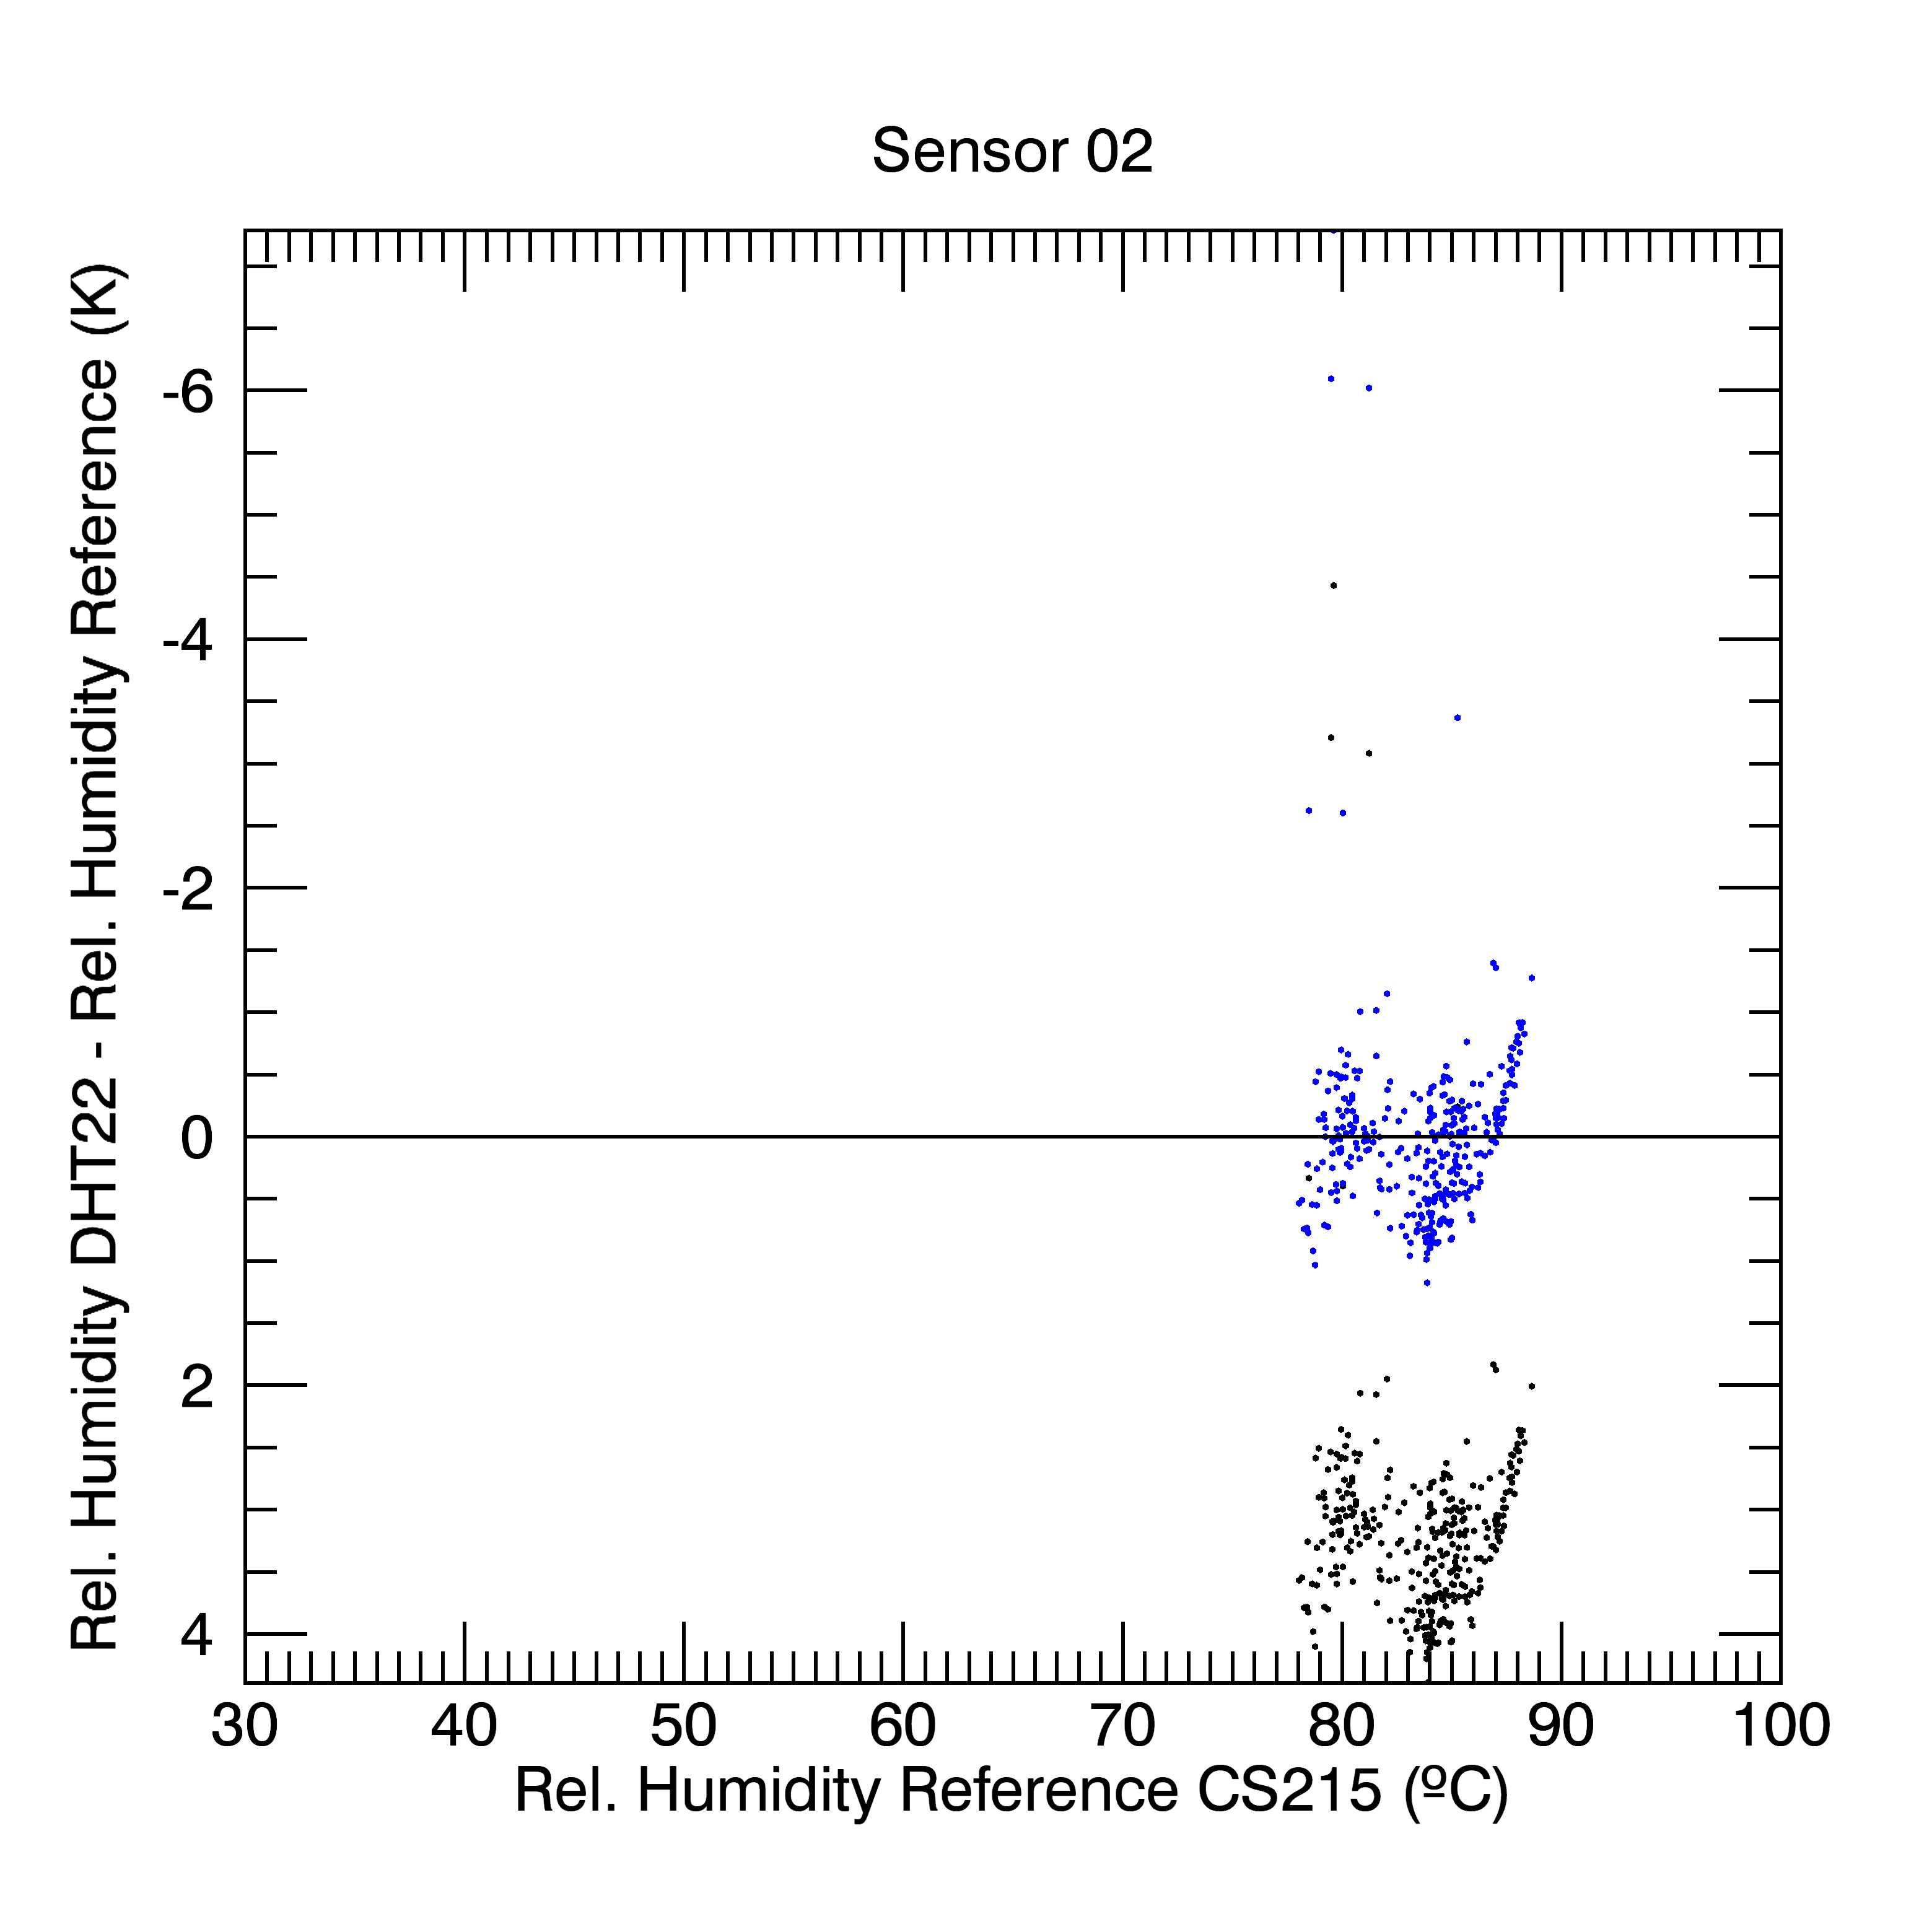 Sensor 02
Rel. Humidity DHT22 - Rel. Humidity Reference (K)
-6
-4
-2
0
2
4
30 40 50 60 70 80 90 100
Rel. Humidity Reference CS215 (ºC)